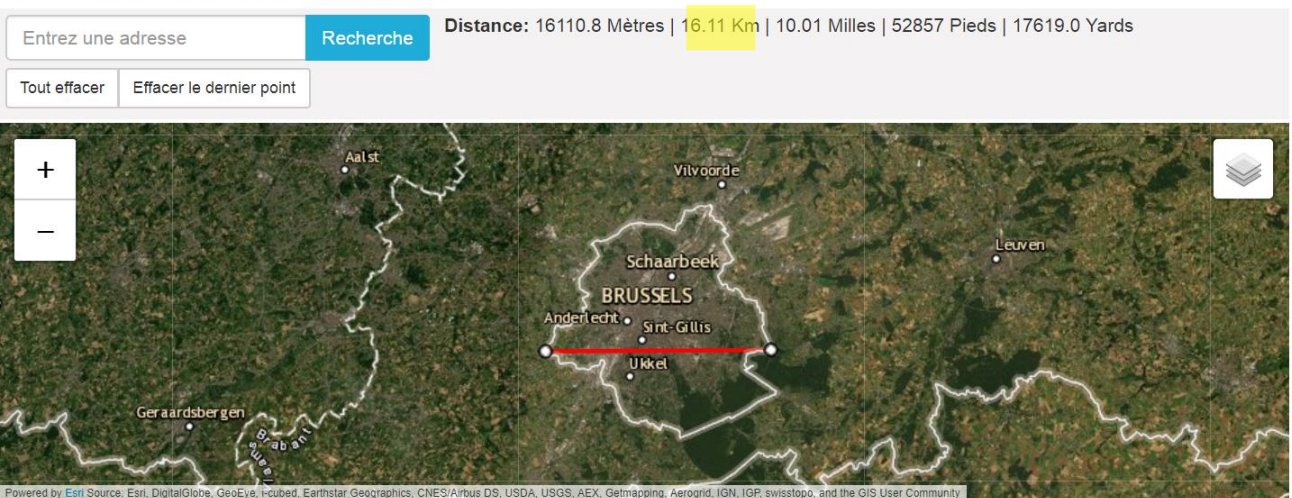 Entrez une adresse
Recherche
Distance: 16110.8 Mètres | 16.11 Km | 10.01 Milles | 52857 Pieds | 17619.0 Yards
Tout effacer
Effacer le dernier point
+
−
Aalst
Vilvoorde
Leuven
Schaarbeek
BRUSSELS
Anderlecht
Sint-Gillis
Ukkel
Geraardsbergen
Brabant
Powered by Esri Source: Esri, DigitalGlobe, GeoEye, i-cubed, Earthstar Geographics, CNES/Airbus DS, USDA, USGS, AEX, Getmapping, Aerogrid, IGN, IGP, swisstopo, and the GIS User Community